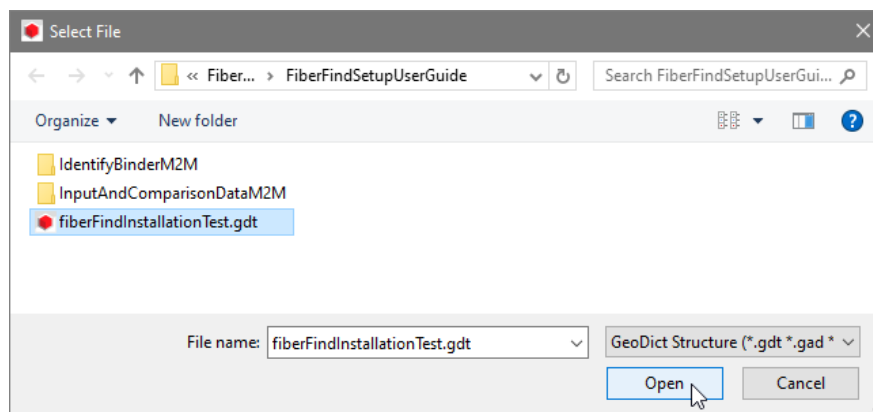 Select File
« Fiber... › FiberFindSetupUserGuide
Search FiberFindSetupUserGui...
Organize New folder
?
IdentifyBinderM2M
InputAndComparisonDataM2M
fiberFindInstallationTest.gdt
File name: fiberFindInstallationTest.gdt GeoDict Structure (*.gdt *.gad *
Open Cancel